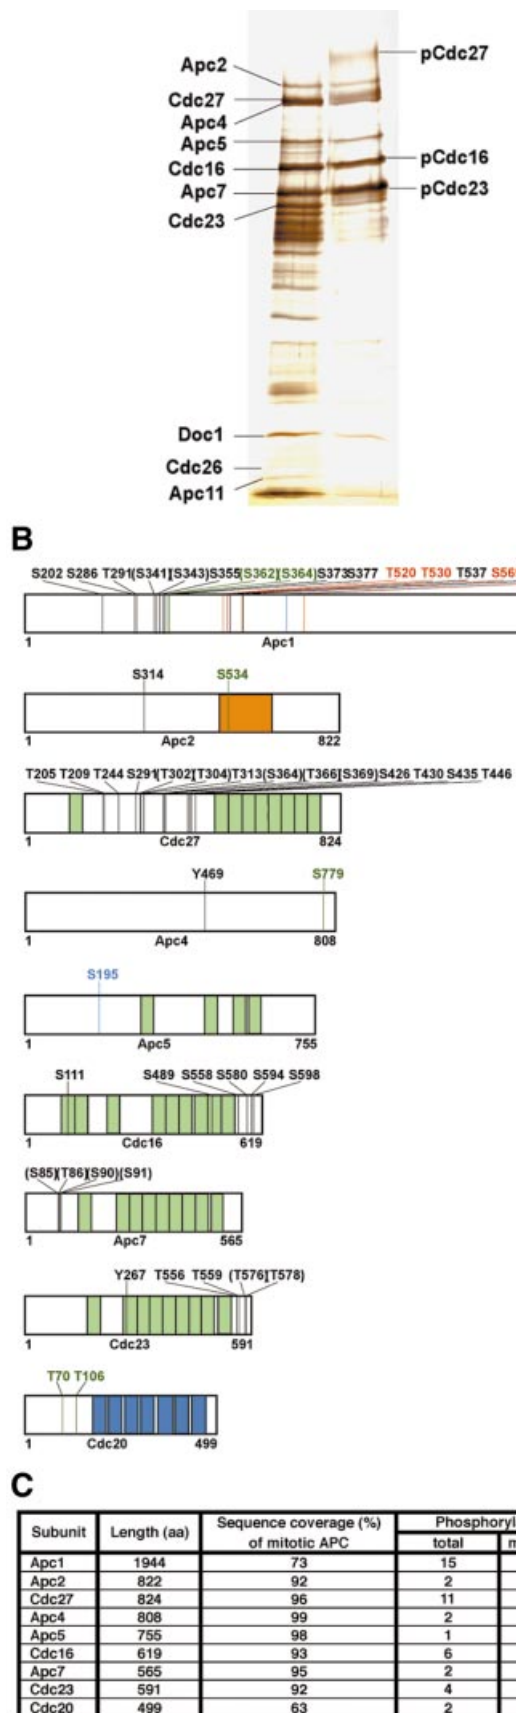 Apc2
pCdc27
Cdc27
Apc4
Apc5
pCdc16
Cdc16
Apc7
pCdc23
Cdc23
Doc1
Cdc26
Apc11
B
S202 S286 T291(S341)(S343)S355(S362)(S364)S373S377 T520 T530 T537
1 Apc1
S314 S534
1 Apc2 822
T205 T209 T244 S291(T302)(T304)T313(S364)(T366)(S369)S426 T430 S435 T446
1 Cdc27 824
Y469 S779
1 Apc4 808
S195
1 Apc5 755
S111 S489 S558 S580 S594 S598
1 Cdc16 619
(S85)(T86)(S90)(S91)
1 Apc7 565
Y267 T556 T559 (T576)(T578)
1 Cdc23 591
T70 T106
1 Cdc20 499
C
Subunit Length (aa) Sequence coverage (%) of mitotic APC
total
Apc1 1944 73 15
Apc2 822 92 2
Cdc27 824 96 11
Apc4 808 99 2
Apc5 755 98 1
Cdc16 619 93 6
Apc7 565 95 2
Cdc23 591 92 4
Cdc20 499 63 2